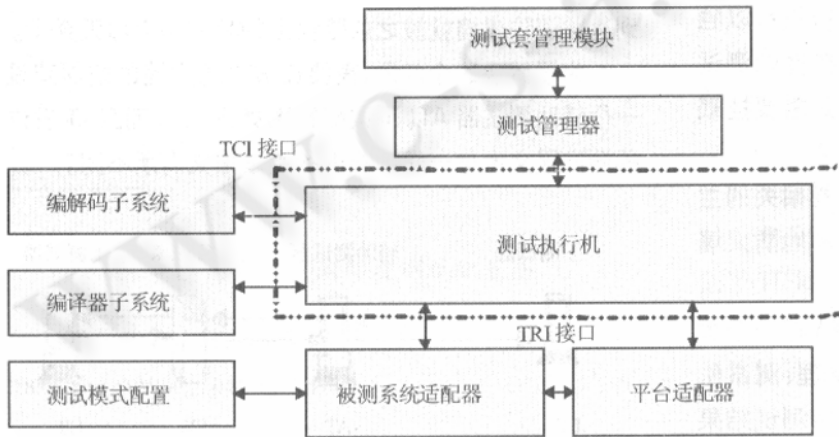 测试套管理模块
测试管理器
TCI 接口
编解码子系统
测试执行机
编译器子系统
TRI 接口
测试模式配置
被测系统适配器
平台适配器